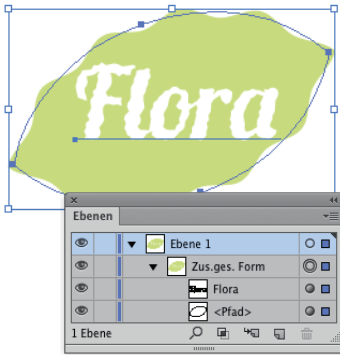 Flora
Ebenen
Ebene 1
Zus.ges. Form
Flora
<Pfad>
1 Ebene